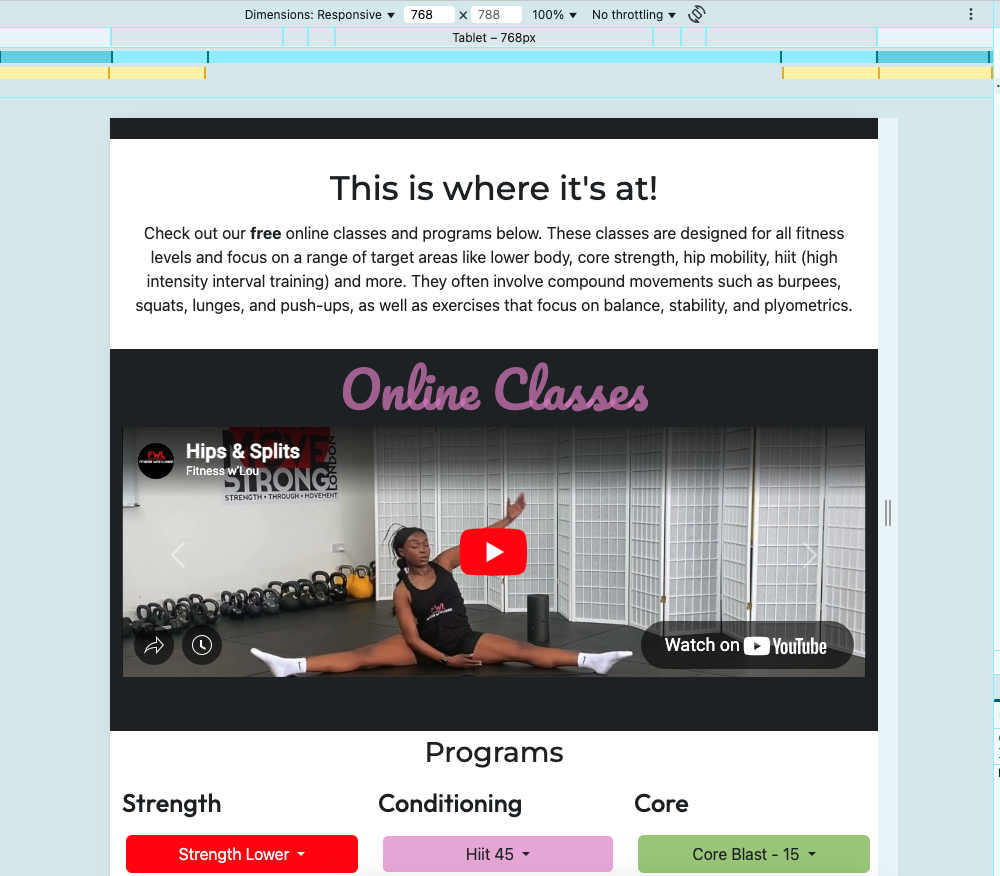 Dimensions: Responsive 768 x 788 100% No throttling
Tablet – 768px
This is where it's at!
Check out our free online classes and programs below. These classes are designed for all fitness
levels and focus on a range of target areas like lower body, core strength, hip mobility, hiit (high
intensity interval training) and more. They often involve compound movements such as burpees,
squats, lunges, and push-ups, as well as exercises that focus on balance, stability, and plyometrics.
Online Classes
Hips & Splits
Fitness w'Lou
FWL
MOVE
STRONG
LONDON
STRENGTH • THROUGH • MOVEMENT
FWL
Watch on YouTube
Programs
Strength Conditioning Core
Strength Lower Hiit 45 Core Blast - 15